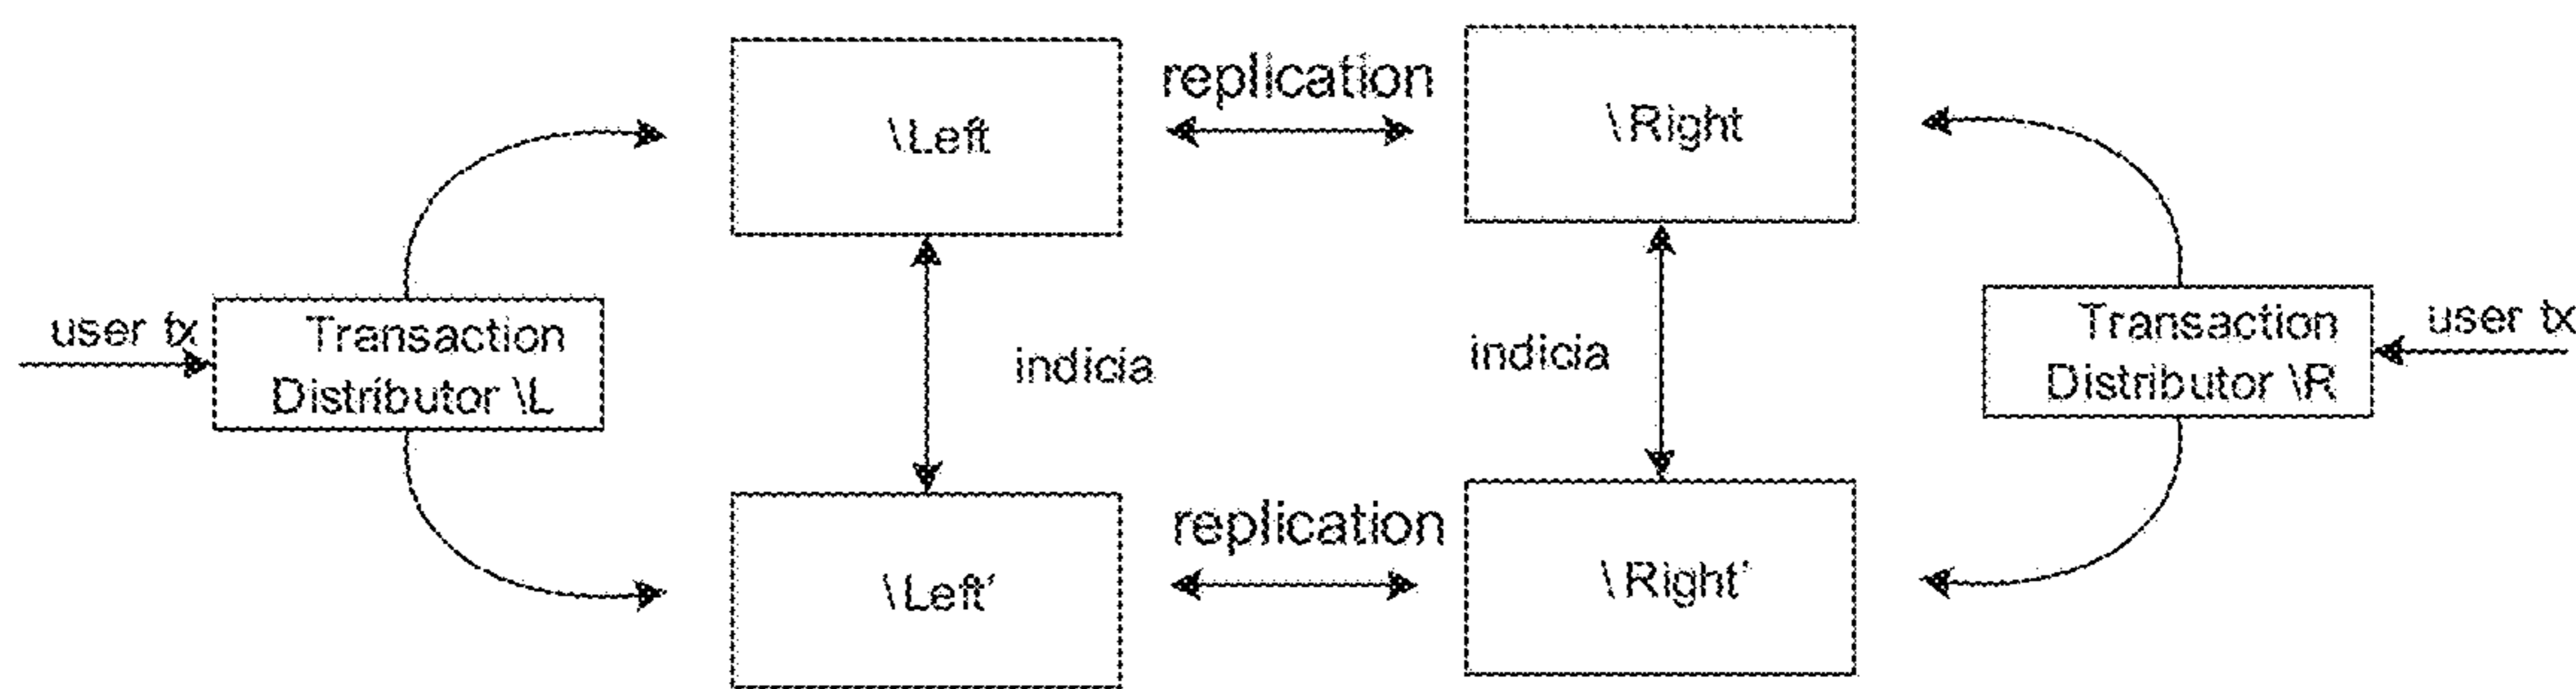 \Left
replication
\Right
user tx
Transaction
Distributor \L
indicia
indicia
Transaction
Distributor \R
user tx
\Left'
replication
\Right'